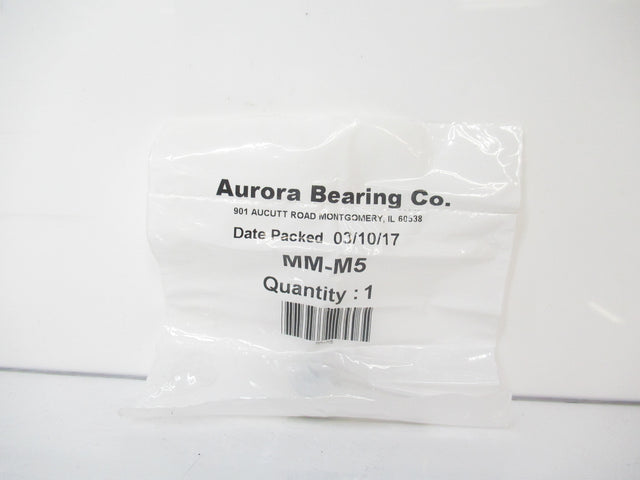 Aurora Bearing Co.
901 AUCUTT ROAD MONTGOMERY, IL 60538
Date Packed 03/10/17
MM-M5
Quantity : 1